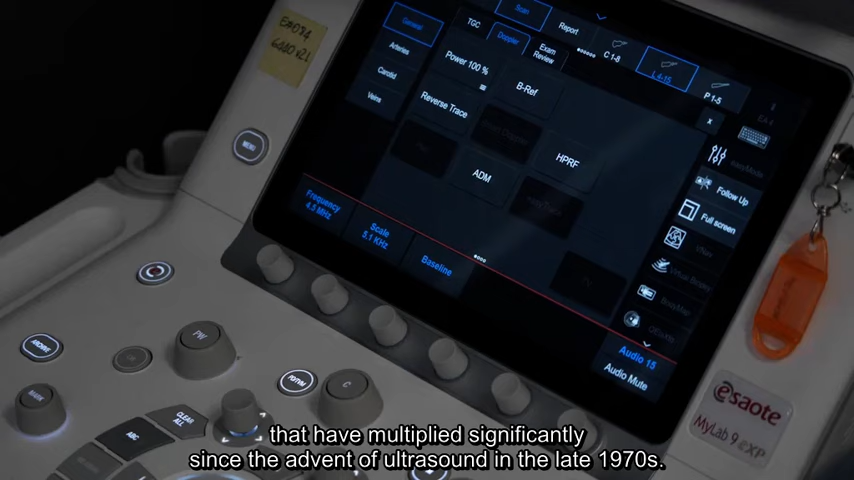 General
Arteries
Carotid
Veins
TGC
Doppler
Exam
Review
Scan
Report
C 1-8
L 4-15
P 1-5
x
Power 100 %
B-Ref
Reverse Trace
HPRF
ADM
Follow Up
Full screen
Frequency
4.5 MHz
Scale
5.1 KHz
Baseline
Audio 15
Audio Mute
MENU
ARCHIVE
PW
C
ABC
CLEAR
ALL
esaote
MyLab 9 eXP
that have multiplied significantly
since the advent of ultrasound in the late 1970s.